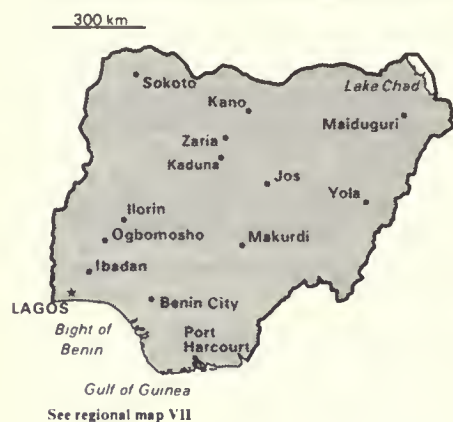 300 km
Sokoto
Lake Chad
Kano
Maiduguri
Zaria
Kaduna
Jos
Yola
Ilorin
Ogbomosho
Makurdi
Ibadan
LAGOS
Benin City
Bight of
Benin
Port
Harcourt
Gulf of Guinea
See regional map VII